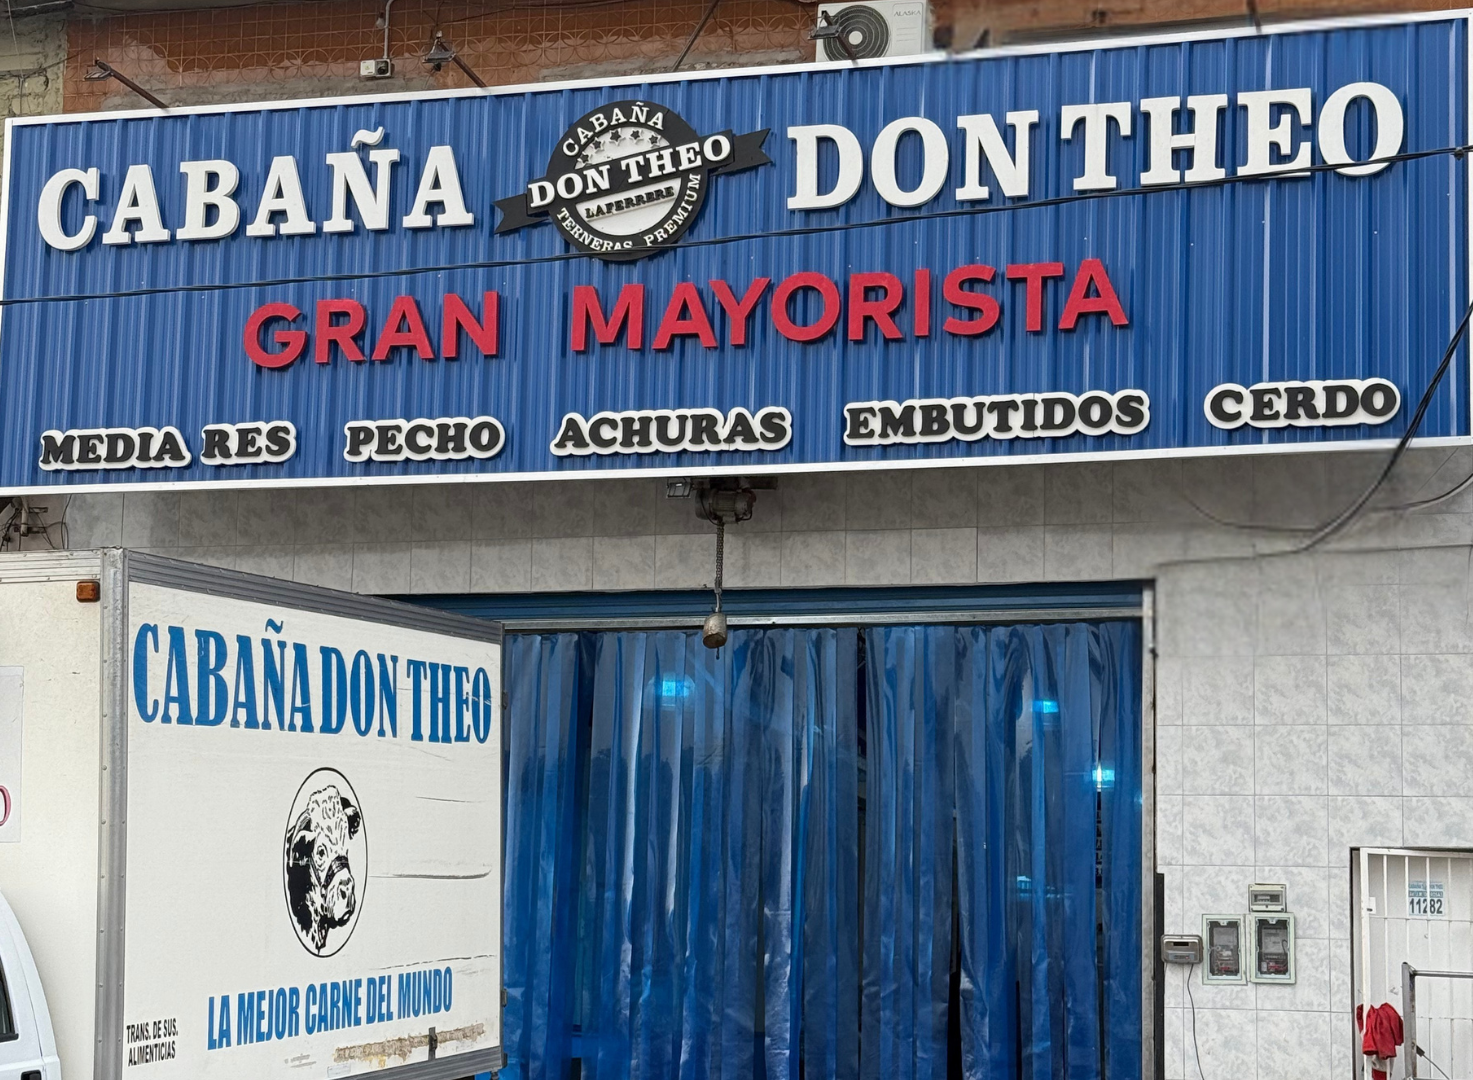 CABAÑA
CABAÑA
DON THEO
LAFERRERE
TERNERAS PREMIUM
DON THEO
GRAN MAYORISTA
MEDIA RES PECHO ACHURAS EMBUTIDOS CERDO
ALASKA
CABAÑA DON THEO
LA MEJOR CARNE DEL MUNDO
TRANS. DE SUS.
ALIMENTICIAS
11282